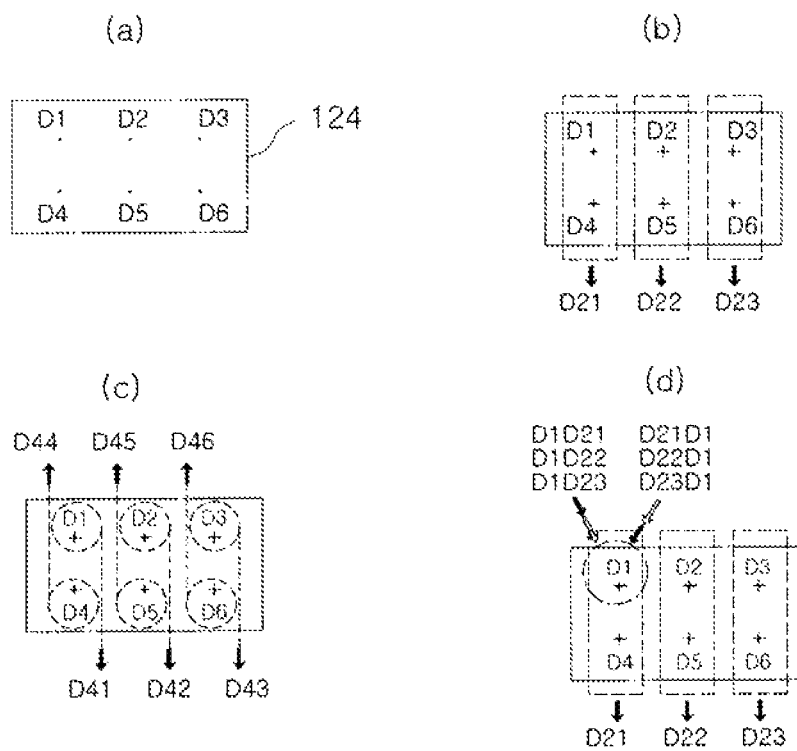 (a)
D1 D2 D3
124
D4 D5 D6
(b)
D1 D2 D3
D4 D5 D6
D21 D22 D23
(c)
D44 D45 D46
D1 D2 D3
D4 D5 D6
D41 D42 D43
(d)
D1D21 D21D1
D1D22 D22D1
D1D23 D23D1
D1 D2 D3
D4 D5 D6
D21 D22 D23